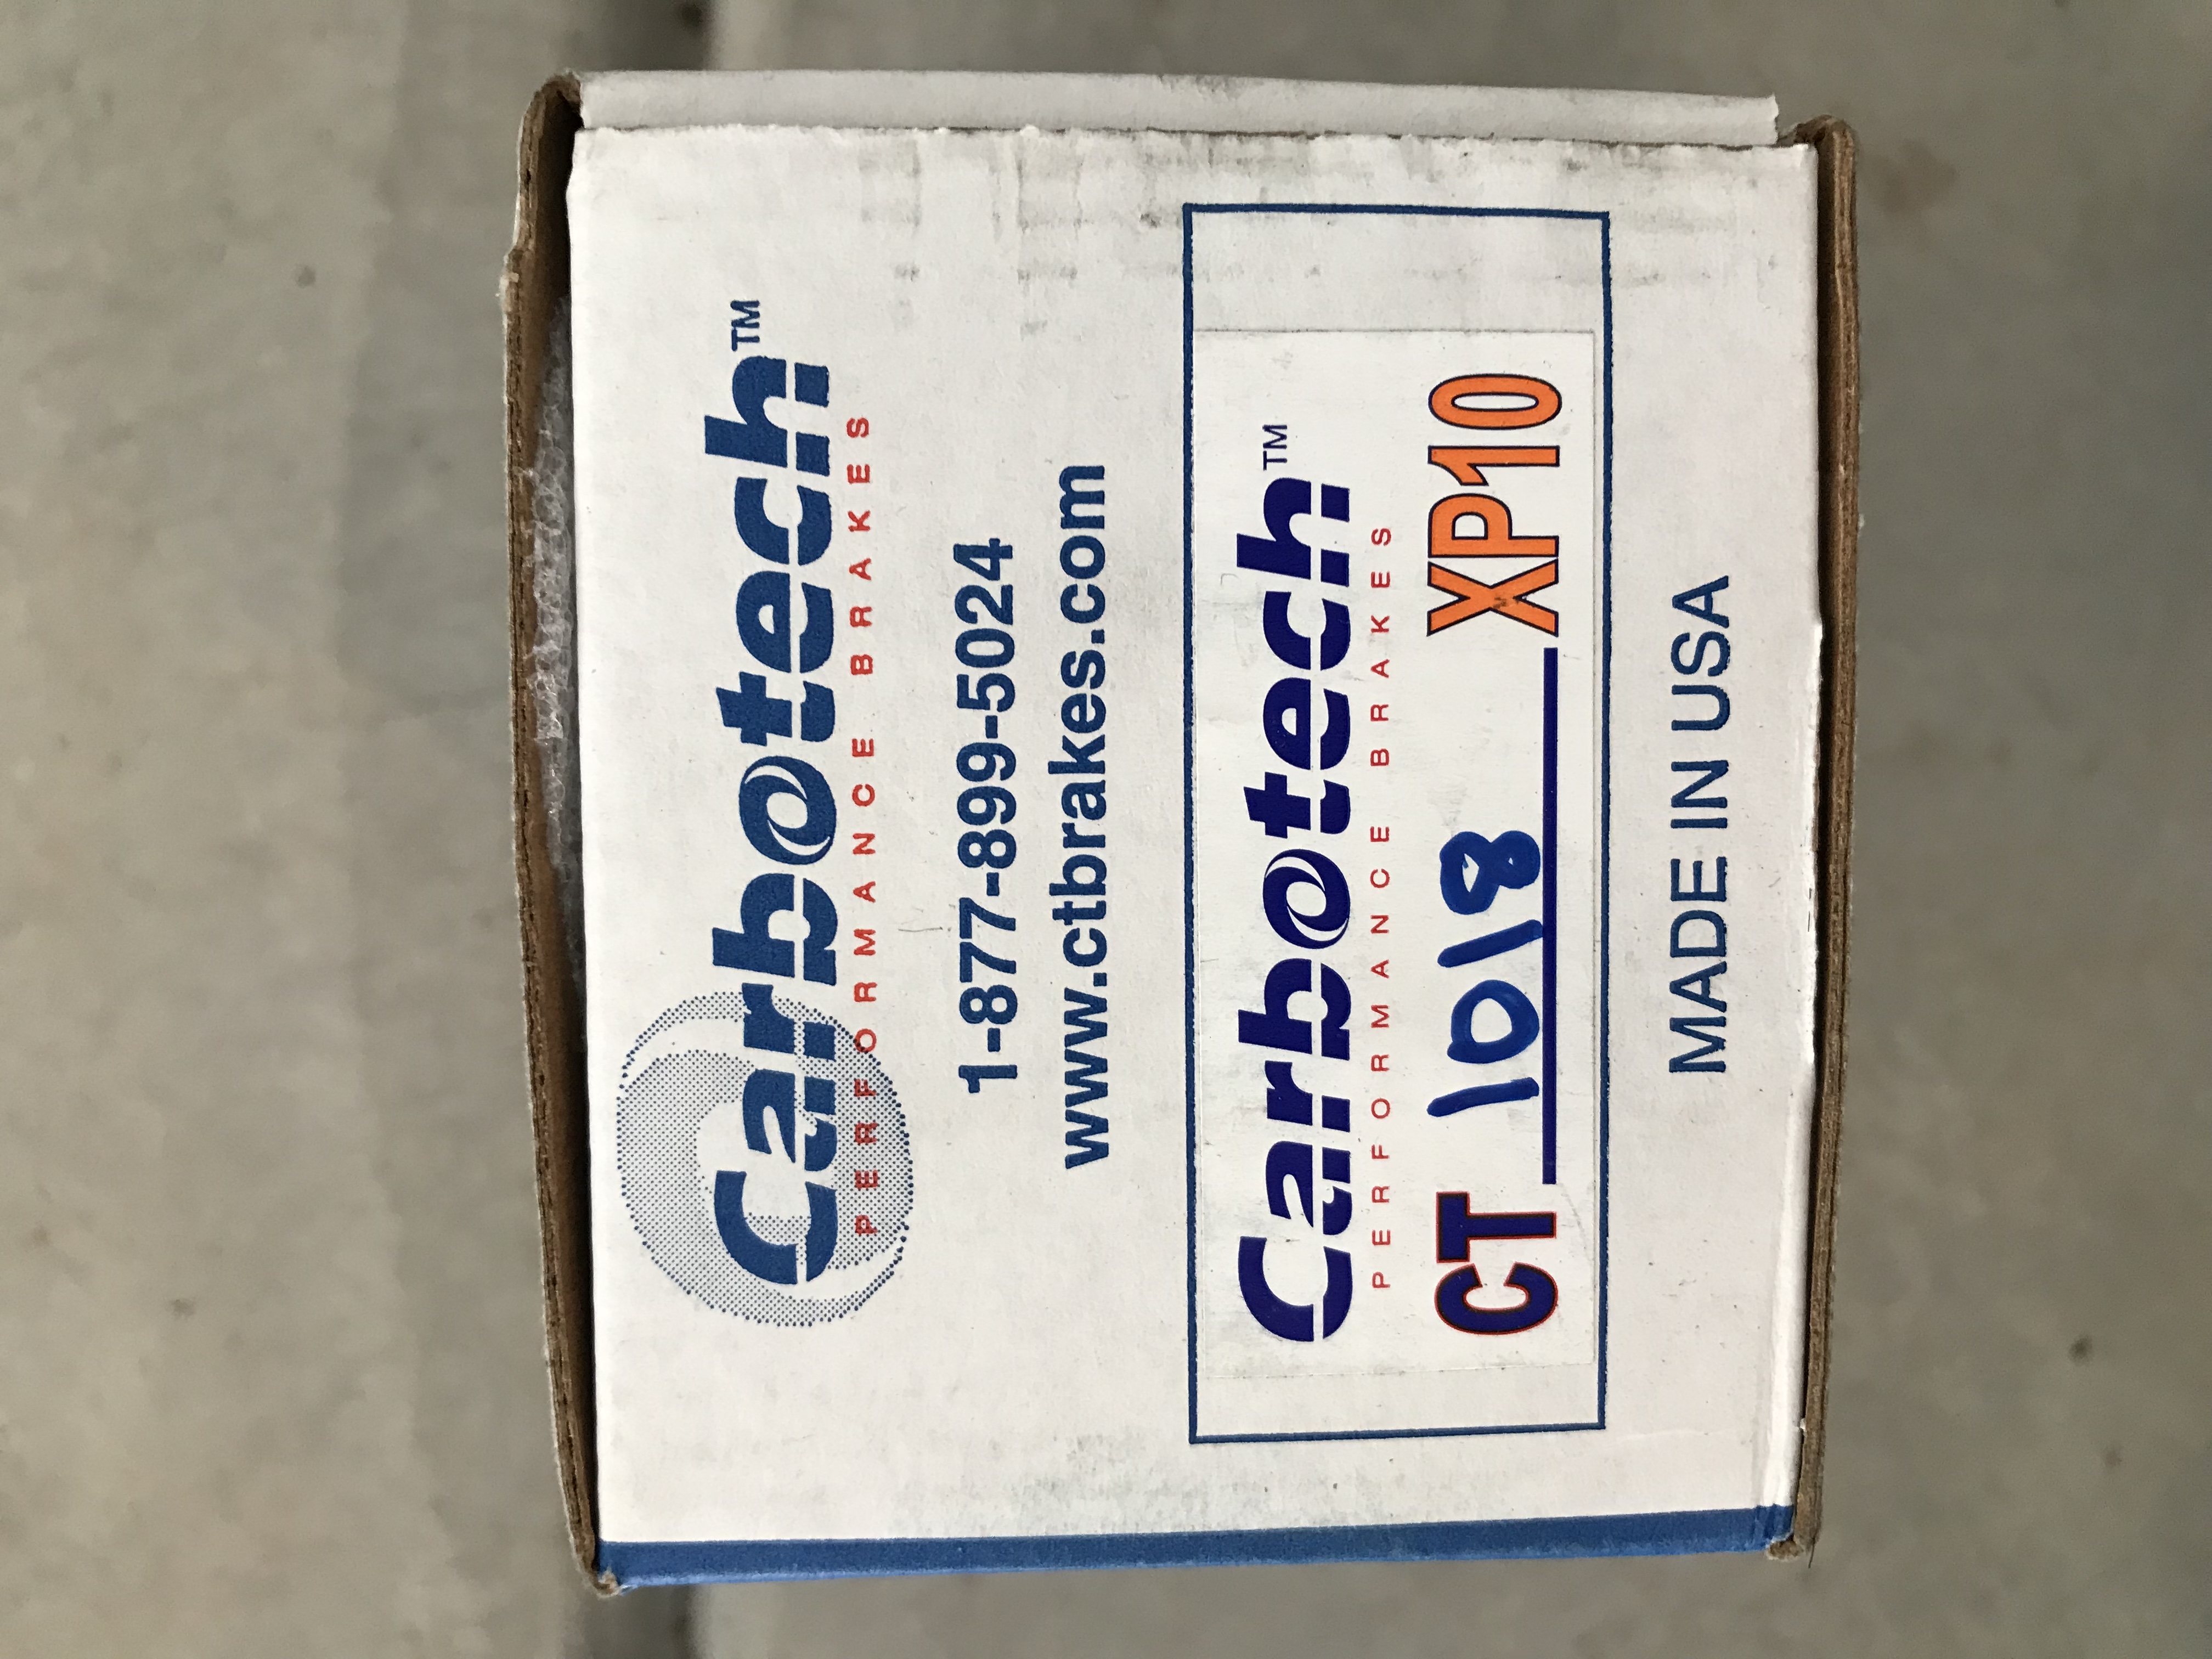 Carbotech™
PERFORMANCE BRAKES
1-877-899-5024
www.ctbrakes.com
Carbotech™
PERFORMANCE BRAKES
CT 1018 XP10
MADE IN USA